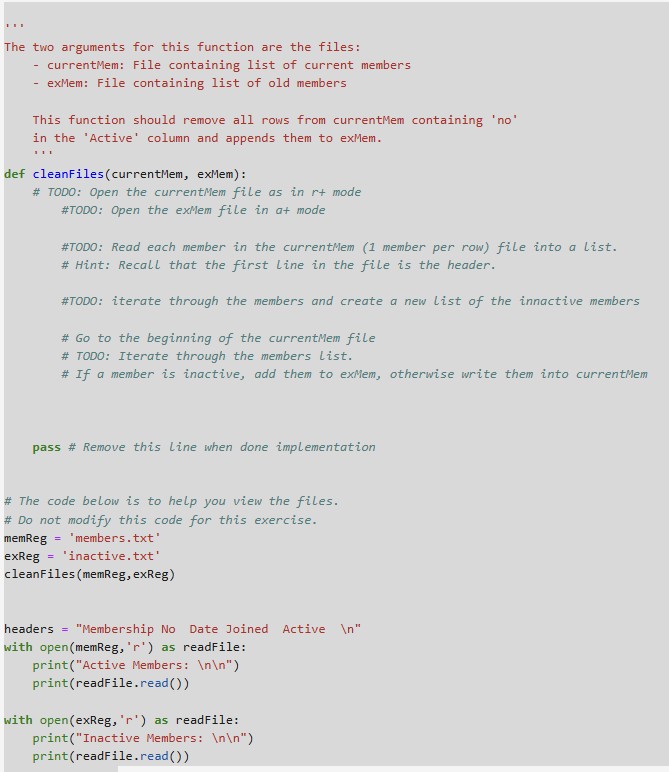 '''
The two arguments for this function are the files:
    - currentMem: File containing list of current members
    - exMem: File containing list of old members

    This function should remove all rows from currentMem containing 'no'
    in the 'Active' column and appends them to exMem.
    '''
def cleanFiles(currentMem, exMem):
    # TODO: Open the currentMem file as in r+ mode
        #TODO: Open the exMem file in a+ mode

        #TODO: Read each member in the currentMem (1 member per row) file into a list.
        # Hint: Recall that the first line in the file is the header.

        #TODO: iterate through the members and create a new list of the innactive members

        # Go to the beginning of the currentMem file
        # TODO: Iterate through the members list.
        # If a member is inactive, add them to exMem, otherwise write them into currentMem

    pass # Remove this line when done implementation

# The code below is to help you view the files.
# Do not modify this code for this exercise.
memReg = 'members.txt'
exReg = 'inactive.txt'
cleanFiles(memReg,exReg)

headers = "Membership No  Date Joined  Active  \n"
with open(memReg,'r') as readFile:
    print("Active Members: \n\n")
    print(readFile.read())

with open(exReg,'r') as readFile:
    print("Inactive Members: \n\n")
    print(readFile.read())